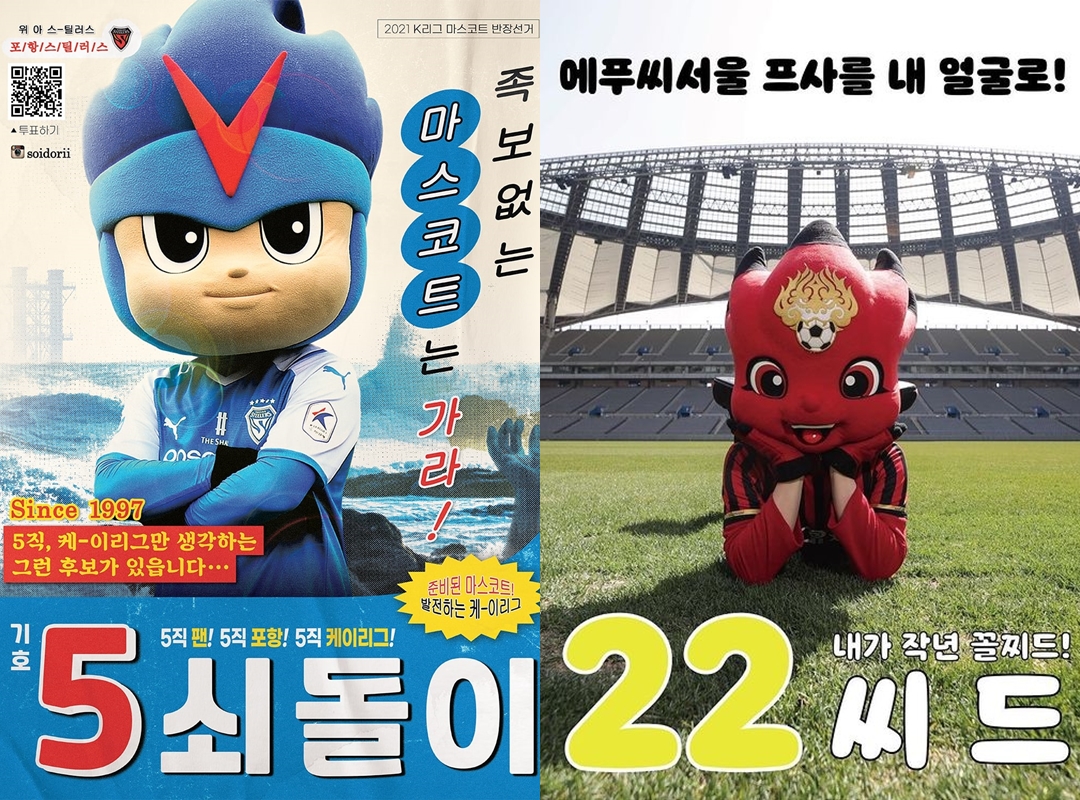 위 아 스-틸러스
포/항/스/틸/러/스
▲투표하기
soidorii
2021 K리그 마스코트 반장선거
족보없는
마스코트는
가라!
THE SHA
posc
Since 1997
5직, 케-이리그만 생각하는
그런 후보가 있읍니다…
준비된 마스코트!
발전하는 케-이리그
기호
5
5직 팬! 5직 포항! 5직 케이리그!
쇠돌이
에푸씨서울 프사를 내 얼굴로!
22
내가 작년 꼴찌드!
씨드